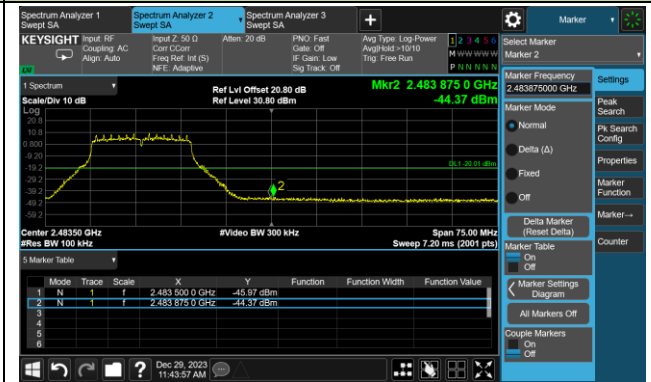 Spectrum Analyzer 1
Swept SA
Spectrum Analyzer 2
Swept SA
Spectrum Analyzer 3
Swept SA
+
Marker
KEYSIGHT
Input: RF
Coupling: AC
Align: Auto
Input Z: 50 Ω
Corr CCorr
Freq Ref: Int (S)
NFE: Adaptive
Atten: 20 dB
PNO: Fast
Gate: Off
IF Gain: Low
Sig Track: Off
Avg Type: Log-Power
Avg|Hold:>10/10
Trig: Free Run
1 2 3 4 5 6
M W W W W W
P N N N N N
Select Marker
Marker 2
1 Spectrum
Scale/Div 10 dB
Log
Ref Lvl Offset 20.80 dB
Ref Level 30.80 dBm
Mkr2 2.483 875 0 GHz
-44.37 dBm
20.8
10.8
0.800
-9.20
-19.2
-29.2
-39.2
-49.2
-59.2
DL1 -20.01 dBm
2
Center 2.48350 GHz
#Res BW 100 kHz
#Video BW 300 kHz
Span 75.00 MHz
Sweep 7.20 ms (2001 pts)
5 Marker Table
Mode Trace Scale X Y Function Function Width Function Value
1 N 1 f 2.483 500 0 GHz -45.97 dBm
2 N 1 f 2.483 875 0 GHz -44.37 dBm
3
4
5
6
Marker Frequency
2.483875000 GHz
Marker Mode
Normal
Delta (Δ)
Fixed
Off
Delta Marker
(Reset Delta)
Marker Table
On
Off
Marker Settings
Diagram
All Markers Off
Couple Markers
On
Off
Settings
Peak
Search
Pk Search
Config
Properties
Marker
Function
Marker→
Counter
?
Dec 29, 2023
11:43:57 AM